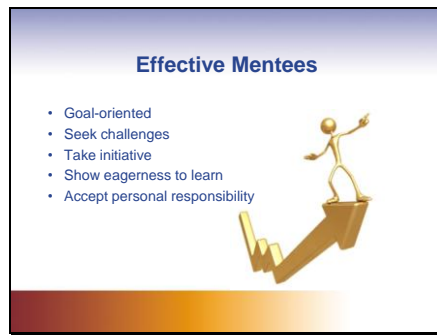 Effective Mentees
• Goal-oriented
• Seek challenges
• Take initiative
• Show eagerness to learn
• Accept personal responsibility